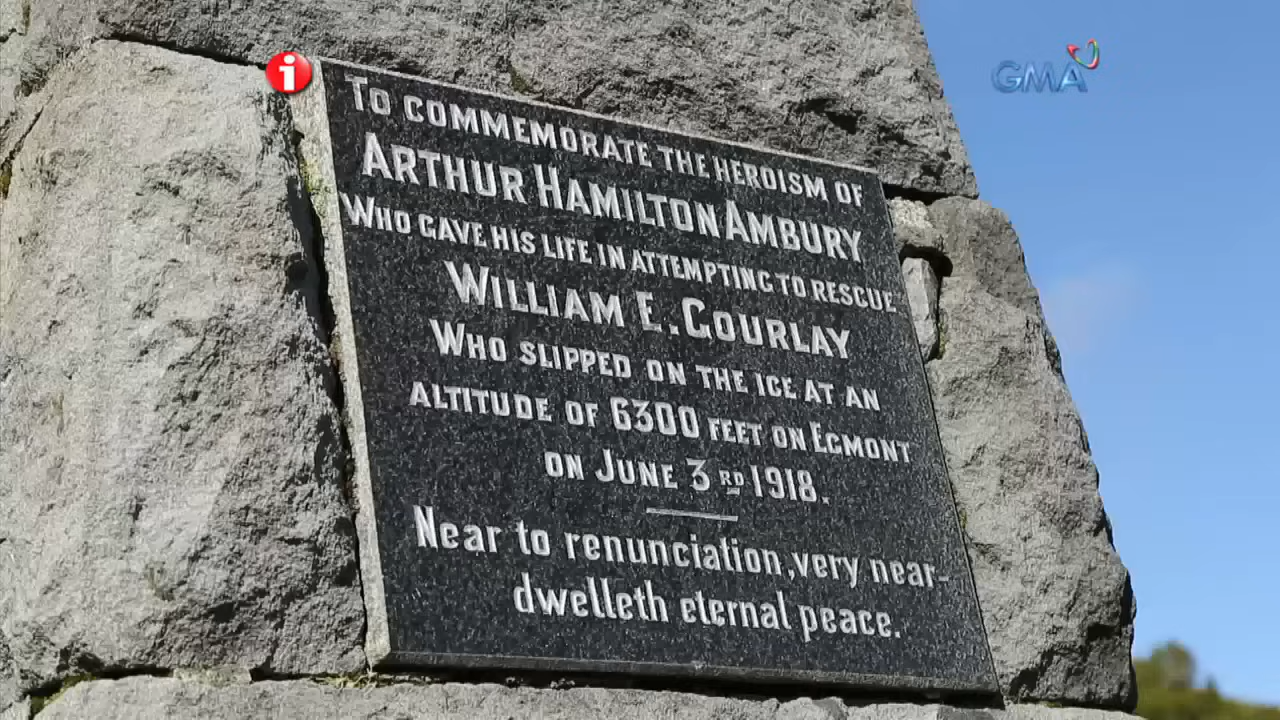 GMA
i
TO COMMEMORATE THE HEROISM OF
ARTHUR HAMILTON AMBURY
WHO GAVE HIS LIFE IN ATTEMPTING TO RESCUE
WILLIAM E. GOURLAY
WHO SLIPPED ON THE ICE AT AN
ALTITUDE OF 6300 FEET ON EGMONT
ON JUNE 3RD 1918.
Near to renunciation, very near-
dwelleth eternal peace.